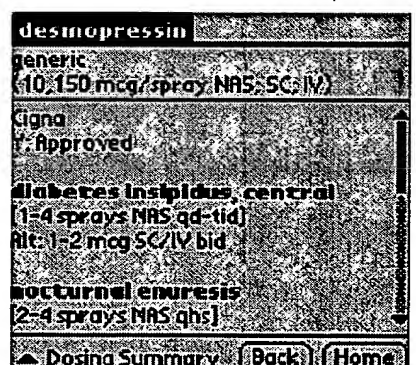 desmopressin
generic
(10,150 mcg/spray NAS; SC; IV)
Cigna
Approved
diabetes insipidus, central
[1-4 sprays NAS qd-tid]
Alt: 1-2 mcg SC/IV bid
nocturnal enuresis
[2-4 sprays NAS qhs]
Dosing Summary Back Home